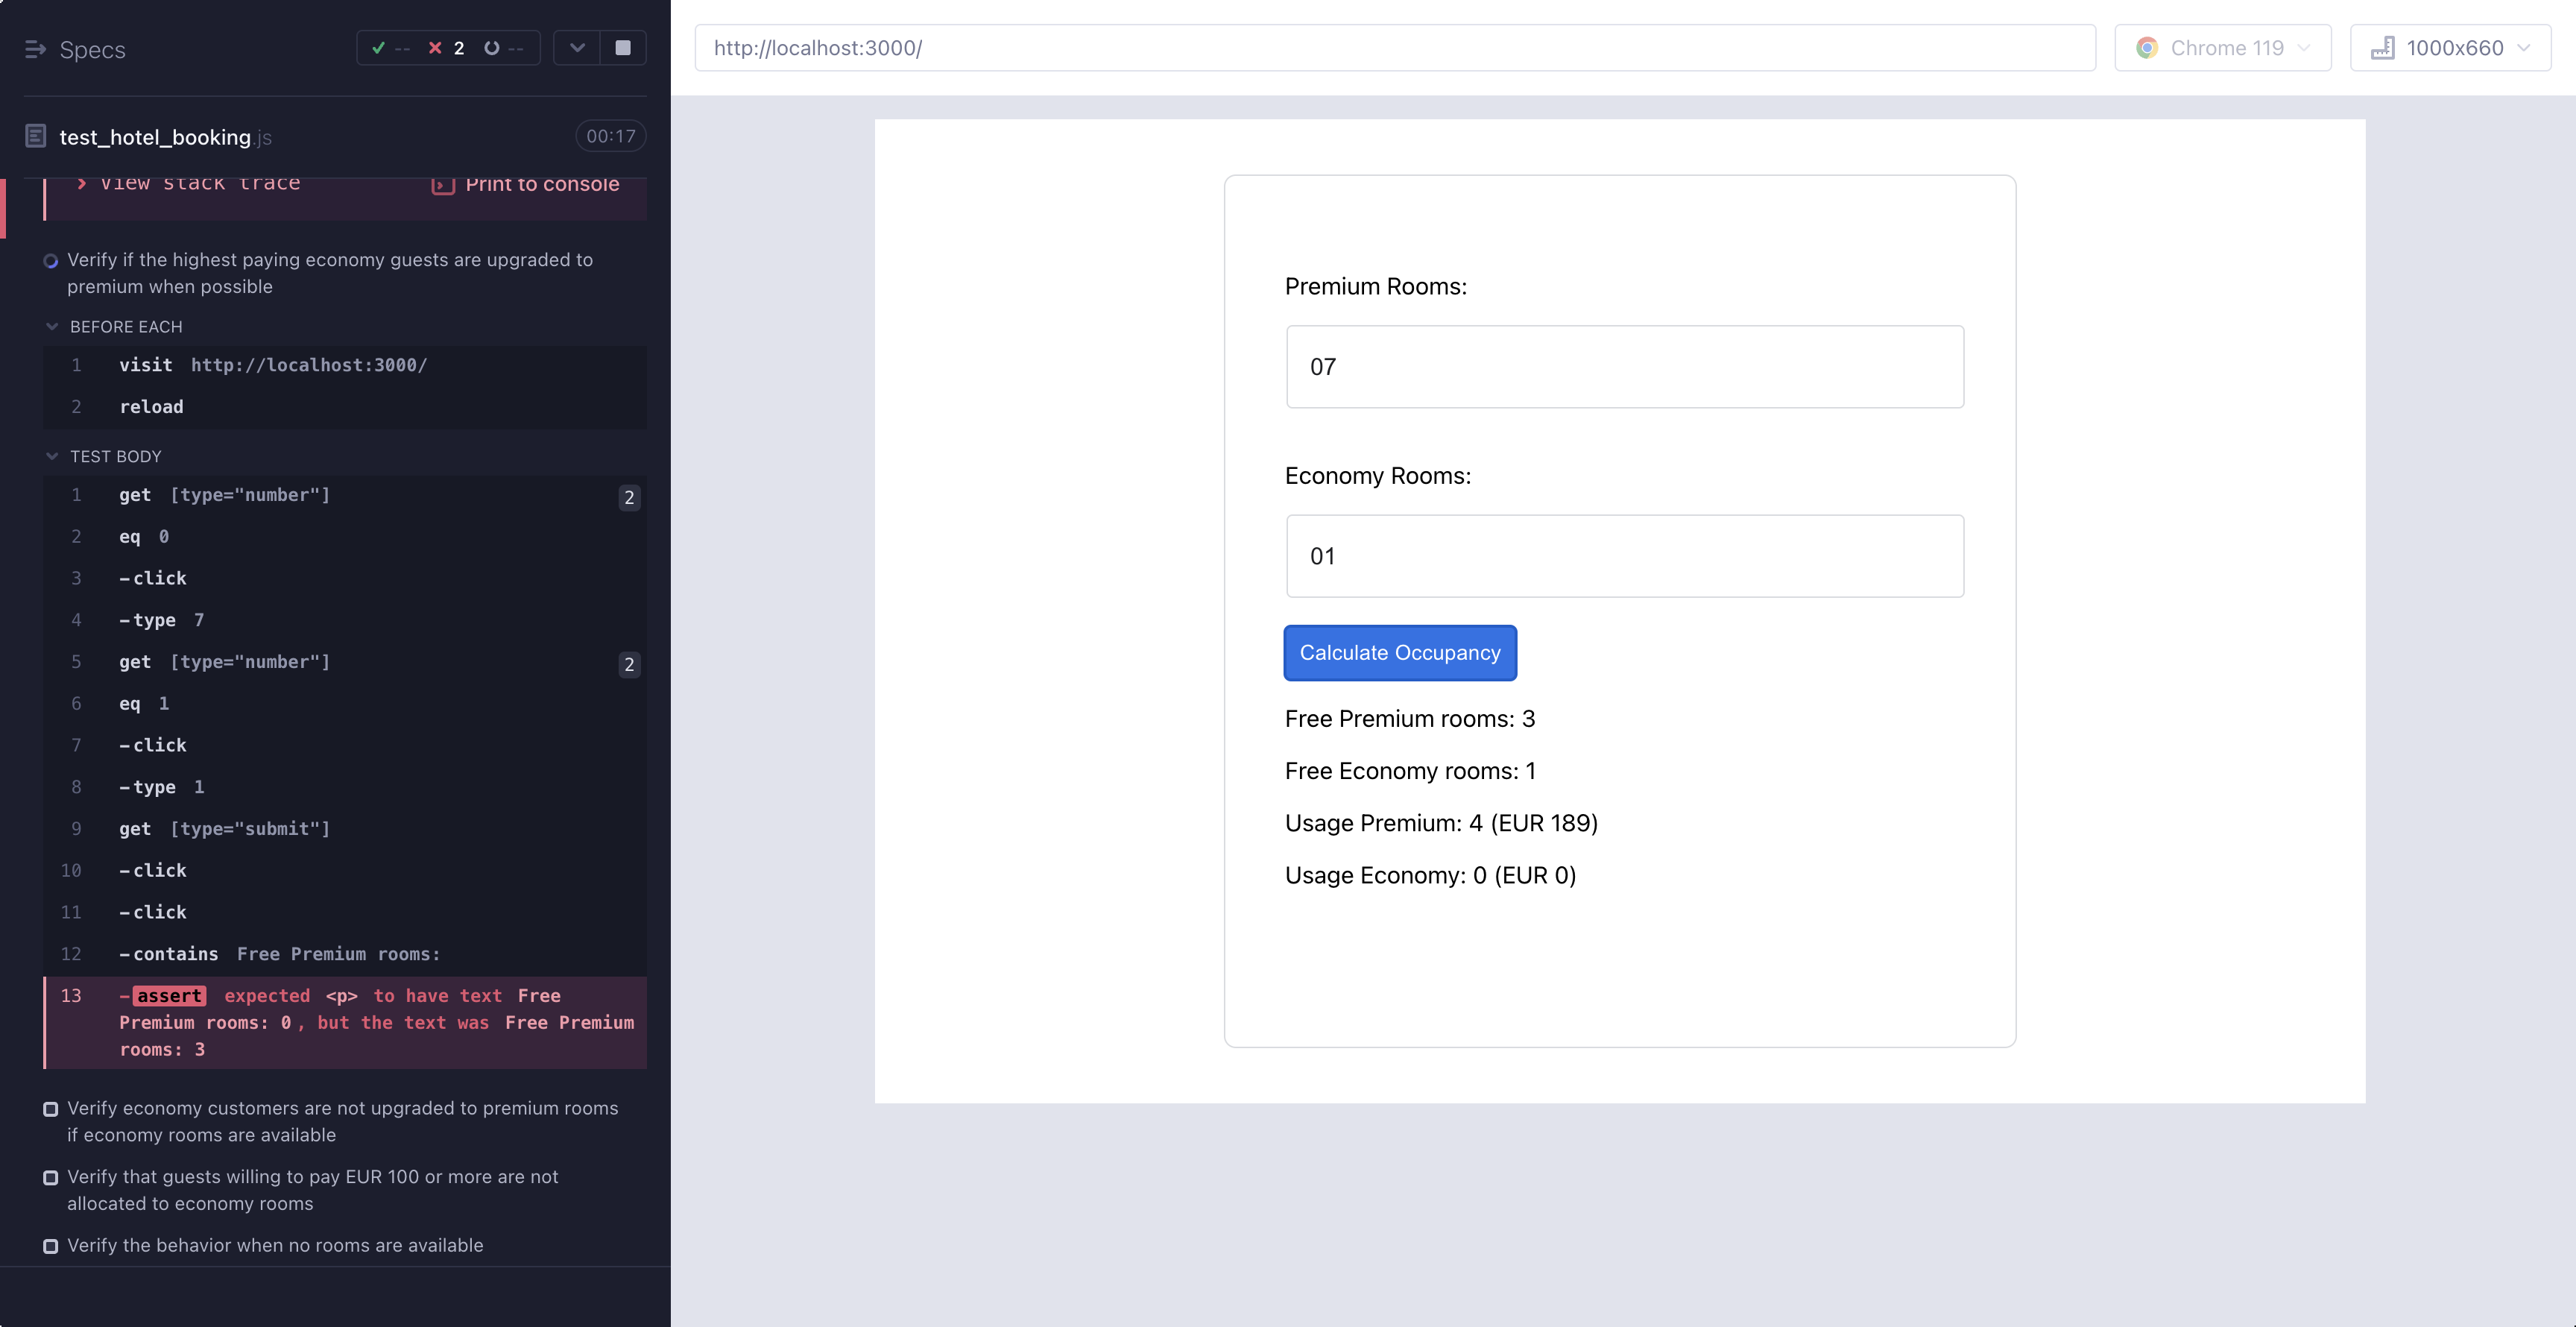 Specs
-- 2 --
test_hotel_booking.js 00:17
View stack trace Print to console
Verify if the highest paying economy guests are upgraded to
premium when possible
BEFORE EACH
1 visit http://localhost:3000/
2 reload
TEST BODY
1 get [type="number"] 2
2 eq 0
3 -click
4 -type 7
5 get [type="number"] 2
6 eq 1
7 -click
8 -type 1
9 get [type="submit"]
10 -click
11 -click
12 -contains Free Premium rooms:
13 -assert expected <p> to have text Free
Premium rooms: 0, but the text was Free Premium
rooms: 3
Verify economy customers are not upgraded to premium rooms
if economy rooms are available
Verify that guests willing to pay EUR 100 or more are not
allocated to economy rooms
Verify the behavior when no rooms are available
http://localhost:3000/
Chrome 119
1000x660
Premium Rooms:
07
Economy Rooms:
01
Calculate Occupancy
Free Premium rooms: 3
Free Economy rooms: 1
Usage Premium: 4 (EUR 189)
Usage Economy: 0 (EUR 0)